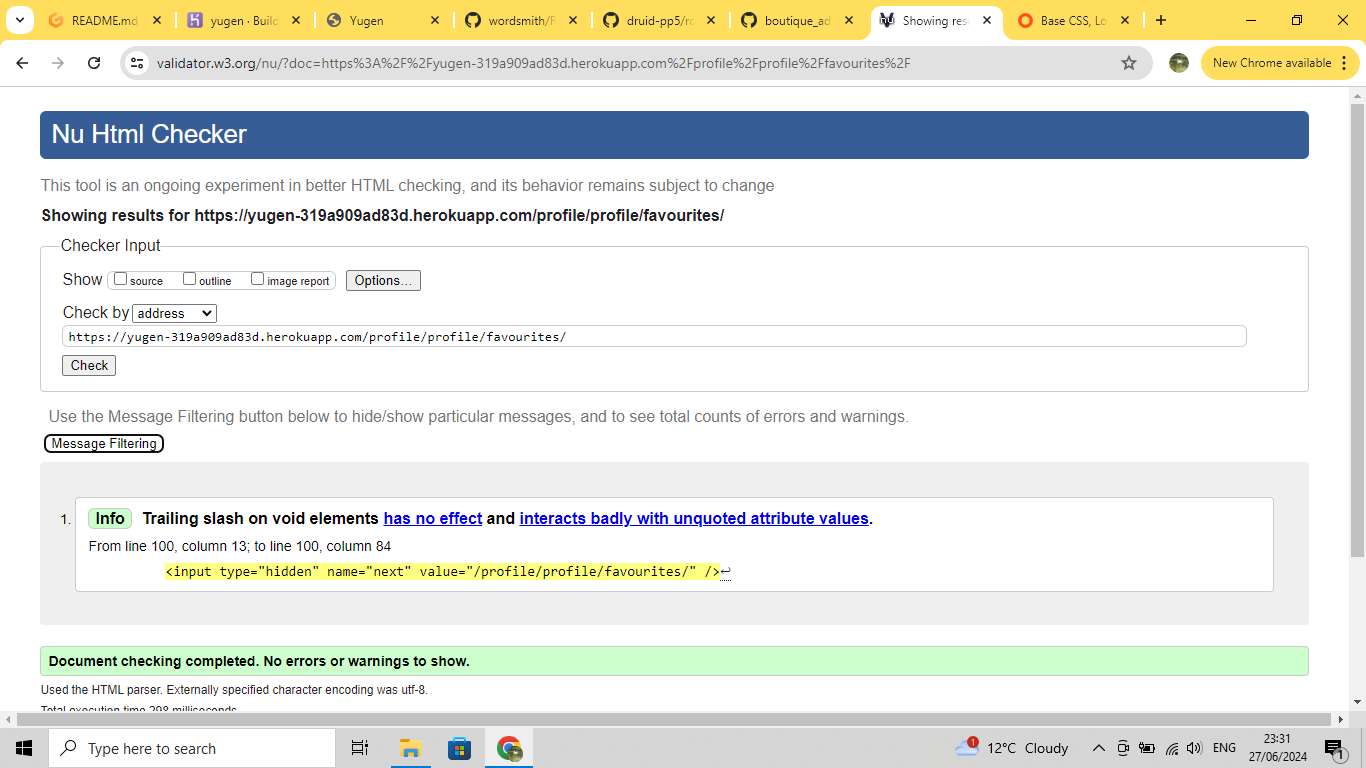 README.md
yugen · Build
Yugen
wordsmith/R
druid-pp5/re
boutique_ad
Showing res
Base CSS, Lo
validator.w3.org/nu/?doc=https%3A%2F%2Fyugen-319a909ad83d.herokuapp.com%2Fprofile%2Fprofile%2Ffavourites%2F
New Chrome available
Nu Html Checker
This tool is an ongoing experiment in better HTML checking, and its behavior remains subject to change
Showing results for https://yugen-319a909ad83d.herokuapp.com/profile/profile/favourites/
Checker Input
Show source outline image report Options...
Check by address
https://yugen-319a909ad83d.herokuapp.com/profile/profile/favourites/
Check
Use the Message Filtering button below to hide/show particular messages, and to see total counts of errors and warnings.
Message Filtering
1. Info Trailing slash on void elements has no effect and interacts badly with unquoted attribute values.
From line 100, column 13; to line 100, column 84
<input type="hidden" name="next" value="/profile/profile/favourites/" />↩
Document checking completed. No errors or warnings to show.
Used the HTML parser. Externally specified character encoding was utf-8.
Total execution time 298 milliseconds.
Type here to search
1
12°C Cloudy
ENG
23:31
27/06/2024
1